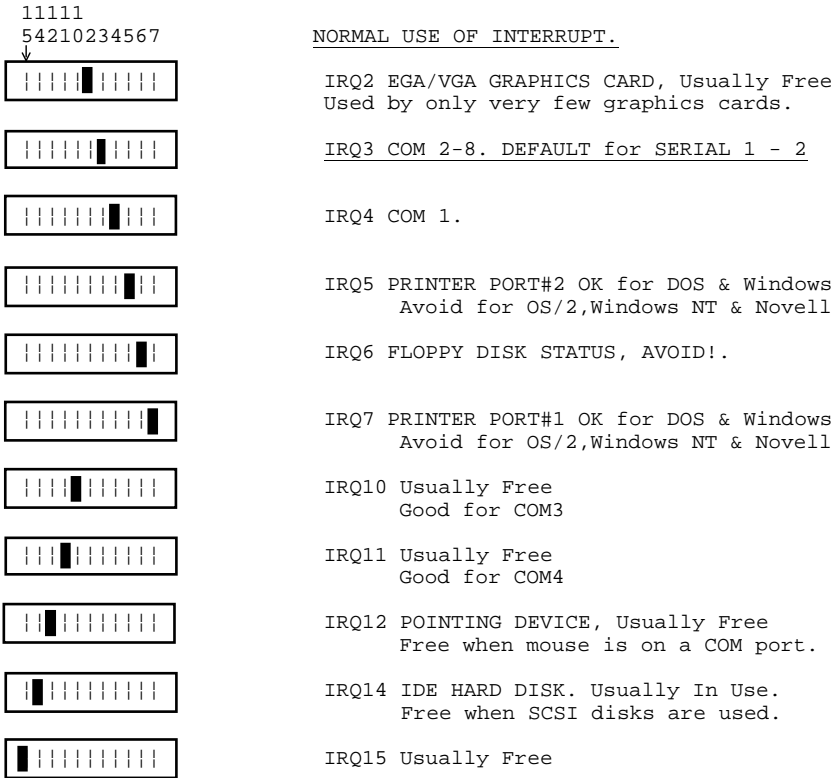 11111
54210234567 NORMAL USE OF INTERRUPT.
IRQ2 EGA/VGA GRAPHICS CARD, Usually Free
Used by only very few graphics cards.
IRQ3 COM 2-8. DEFAULT for SERIAL 1 - 2
IRQ4 COM 1.
IRQ5 PRINTER PORT#2 OK for DOS & Windows
Avoid for OS/2,Windows NT & Novell
IRQ6 FLOPPY DISK STATUS, AVOID!.
IRQ7 PRINTER PORT#1 OK for DOS & Windows
Avoid for OS/2,Windows NT & Novell
IRQ10 Usually Free
Good for COM3
IRQ11 Usually Free
Good for COM4
IRQ12 POINTING DEVICE, Usually Free
Free when mouse is on a COM port.
IRQ14 IDE HARD DISK. Usually In Use.
Free when SCSI disks are used.
IRQ15 Usually Free